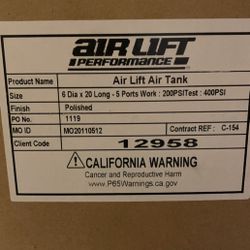 AIR LIFT
PERFORMANCE
Product Name Air Lift Air Tank
Size 6 Dia x 20 Long - 5 Ports Work : 200PSITest : 400PSI
Finish Polished
PO No. 1119
MO ID MO20110512 Contract REF : C-154
Client Code 12958
⚠CALIFORNIA WARNING
Cancer and Reproductive Harm
www.P65Warnings.ca.gov